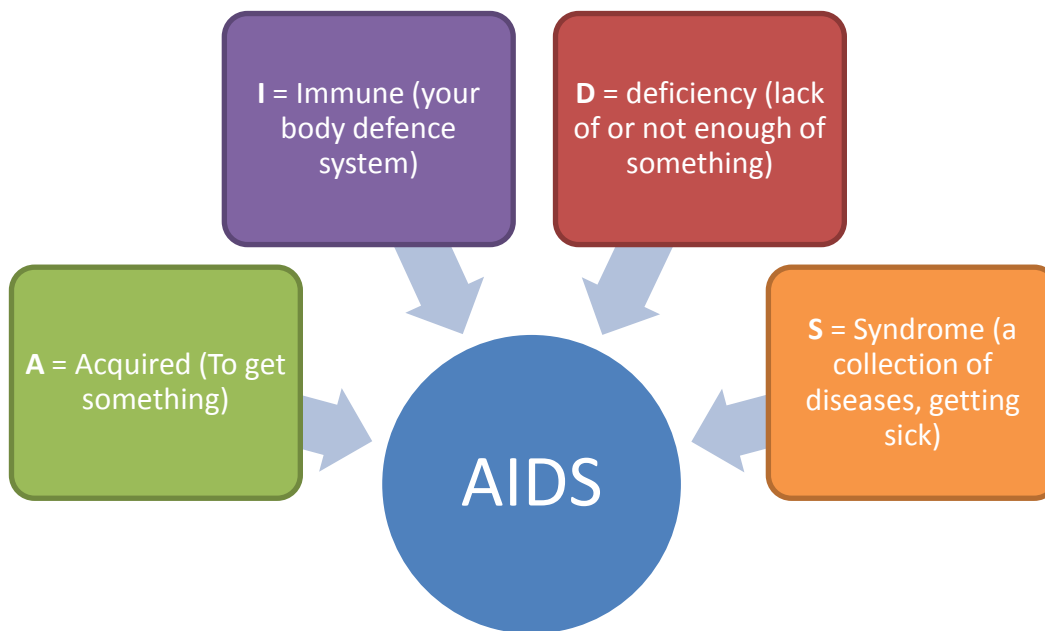 I = Immune (your
body defence
system)
D = deficiency (lack
of or not enough of
something)
A = Acquired (To get
something)
S = Syndrome (a
collection of
diseases, getting
sick)
AIDS